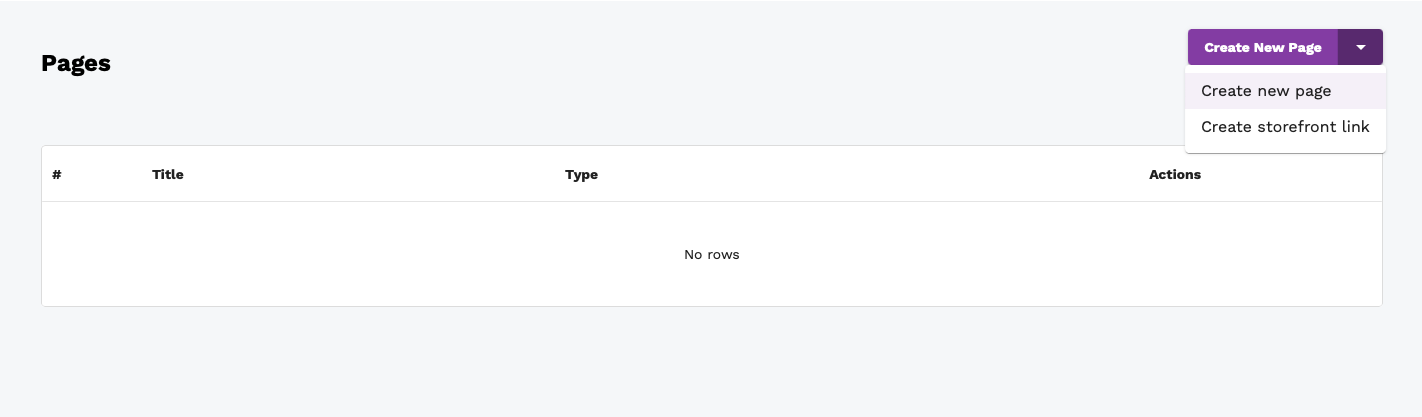 Pages
Create New Page
Create new page
Create storefront link
# Title Type Actions
No rows